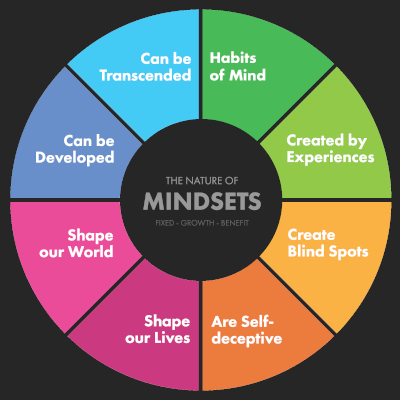 Can be
Transcended
Habits
of Mind
Can be
Developed
Created by
Experiences
THE NATURE OF
MINDSETS
FIXED - GROWTH - BENEFIT
Shape
our World
Create
Blind Spots
Shape
our Lives
Are Self-
deceptive